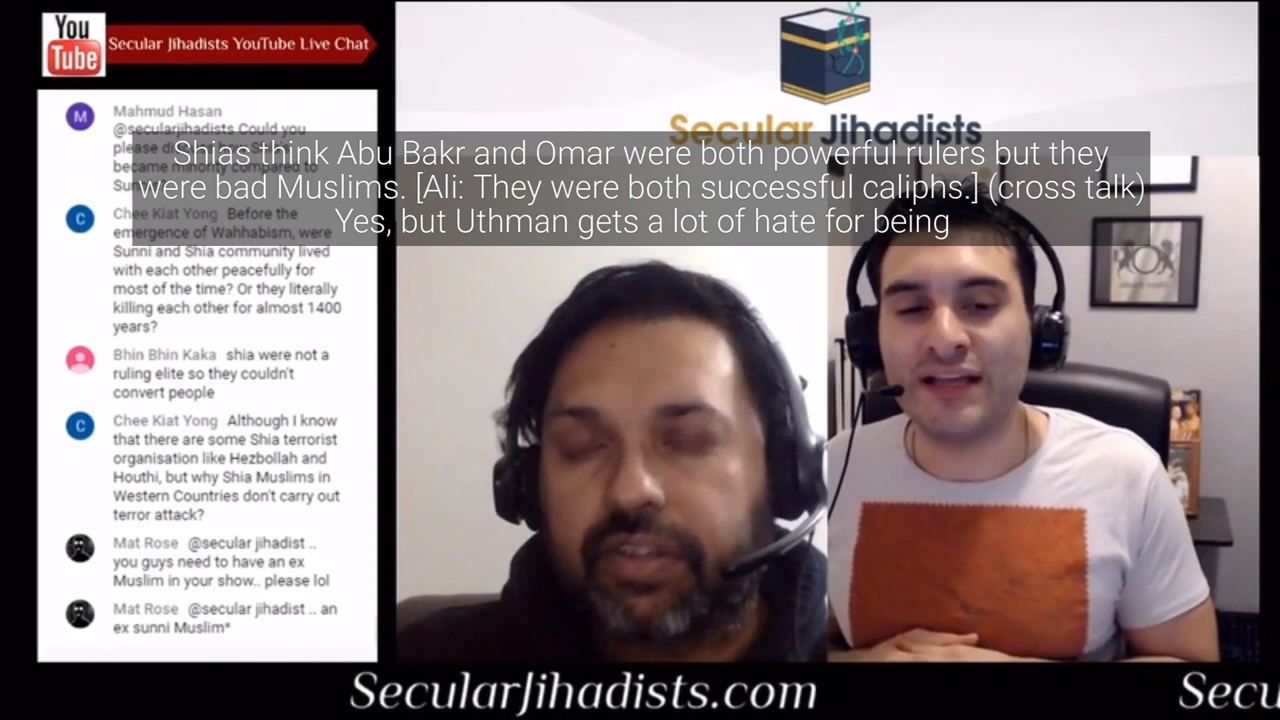 You
Tube
Secular Jihadists YouTube Live Chat
M
Mahmud Hasan
@secularjihadists Could you
please
became minority compared to
C
Chee Kiat Yong Before the
emergence of Wahhabism, were
Sunni and Shia community lived
with each other peacefully for
most of the time? Or they literally
killing each other for almost 1400
years?
Bhin Bhin Kaka shia were not a
ruling elite so they couldn't
convert people
C
Chee Kiat Yong Although I know
that there are some Shia terrorist
organisation like Hezbollah and
Houthi, but why Shia Muslims in
Western Countries don't carry out
terror attack?
Mat Rose @secular jihadist ..
you guys need to have an ex
Muslim in your show.. please lol
Mat Rose @secular jihadist .. an
ex sunni Muslim*
Secular Jihadists
Shias think Abu Bakr and Omar were both powerful rulers but they
were bad Muslims. [Ali: They were both successful caliphs.] (cross talk)
Yes, but Uthman gets a lot of hate for being
SecularJihadists.com
Secu